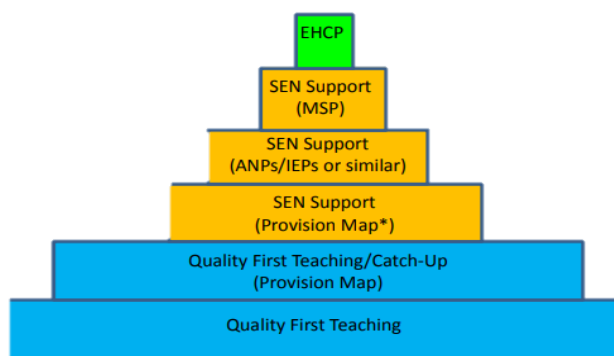 EHCP
SEN Support
(MSP)
SEN Support
(ANPs/IEPs or similar)
SEN Support
(Provision Map*)
Quality First Teaching/Catch-Up
(Provision Map)
Quality First Teaching